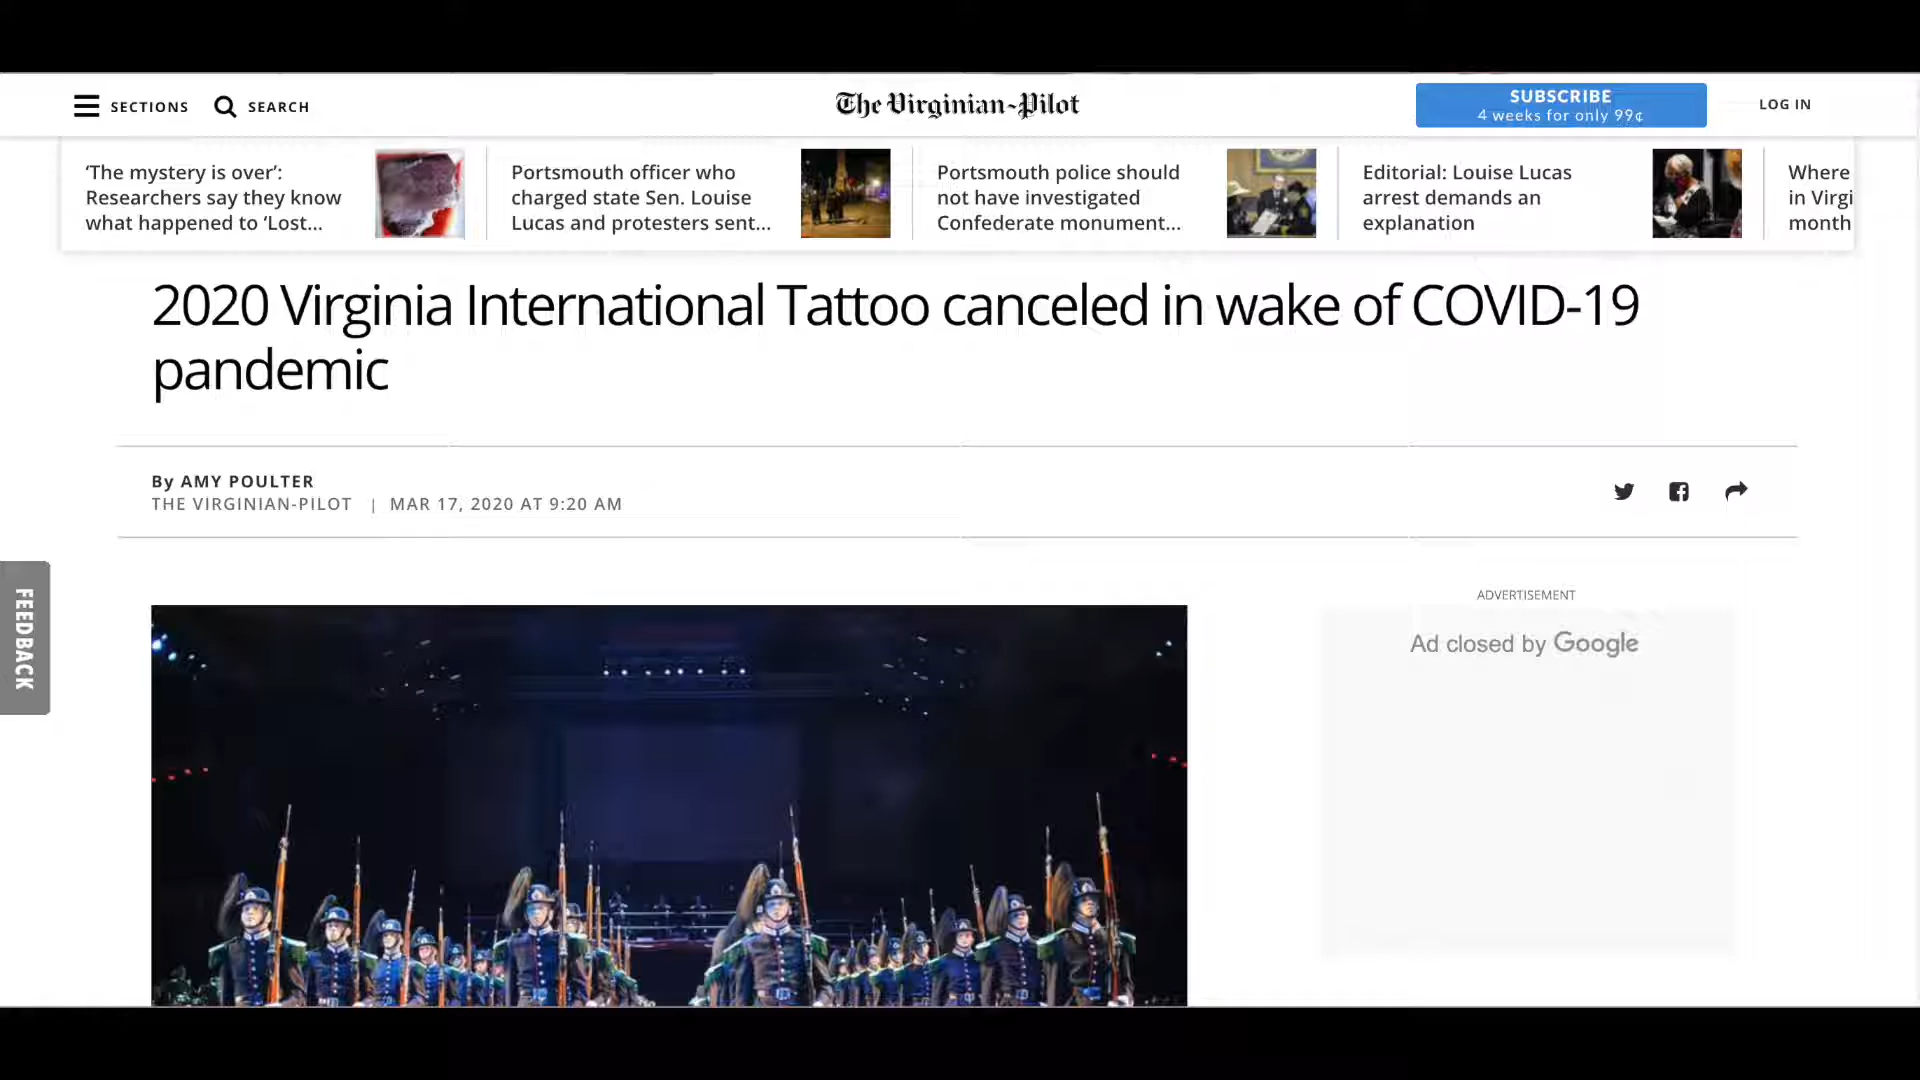 SECTIONS
SEARCH
The Virginian-Pilot
SUBSCRIBE
4 weeks for only 99¢
LOG IN
‘The mystery is over’:
Researchers say they know
what happened to ‘Lost...
Portsmouth officer who
charged state Sen. Louise
Lucas and protesters sent...
Portsmouth police should
not have investigated
Confederate monument...
Editorial: Louise Lucas
arrest demands an
explanation
Where
in Virgi
month
2020 Virginia International Tattoo canceled in wake of COVID-19
pandemic
By AMY POULTER
THE VIRGINIAN-PILOT | MAR 17, 2020 AT 9:20 AM
FEEDBACK
ADVERTISEMENT
Ad closed by Google